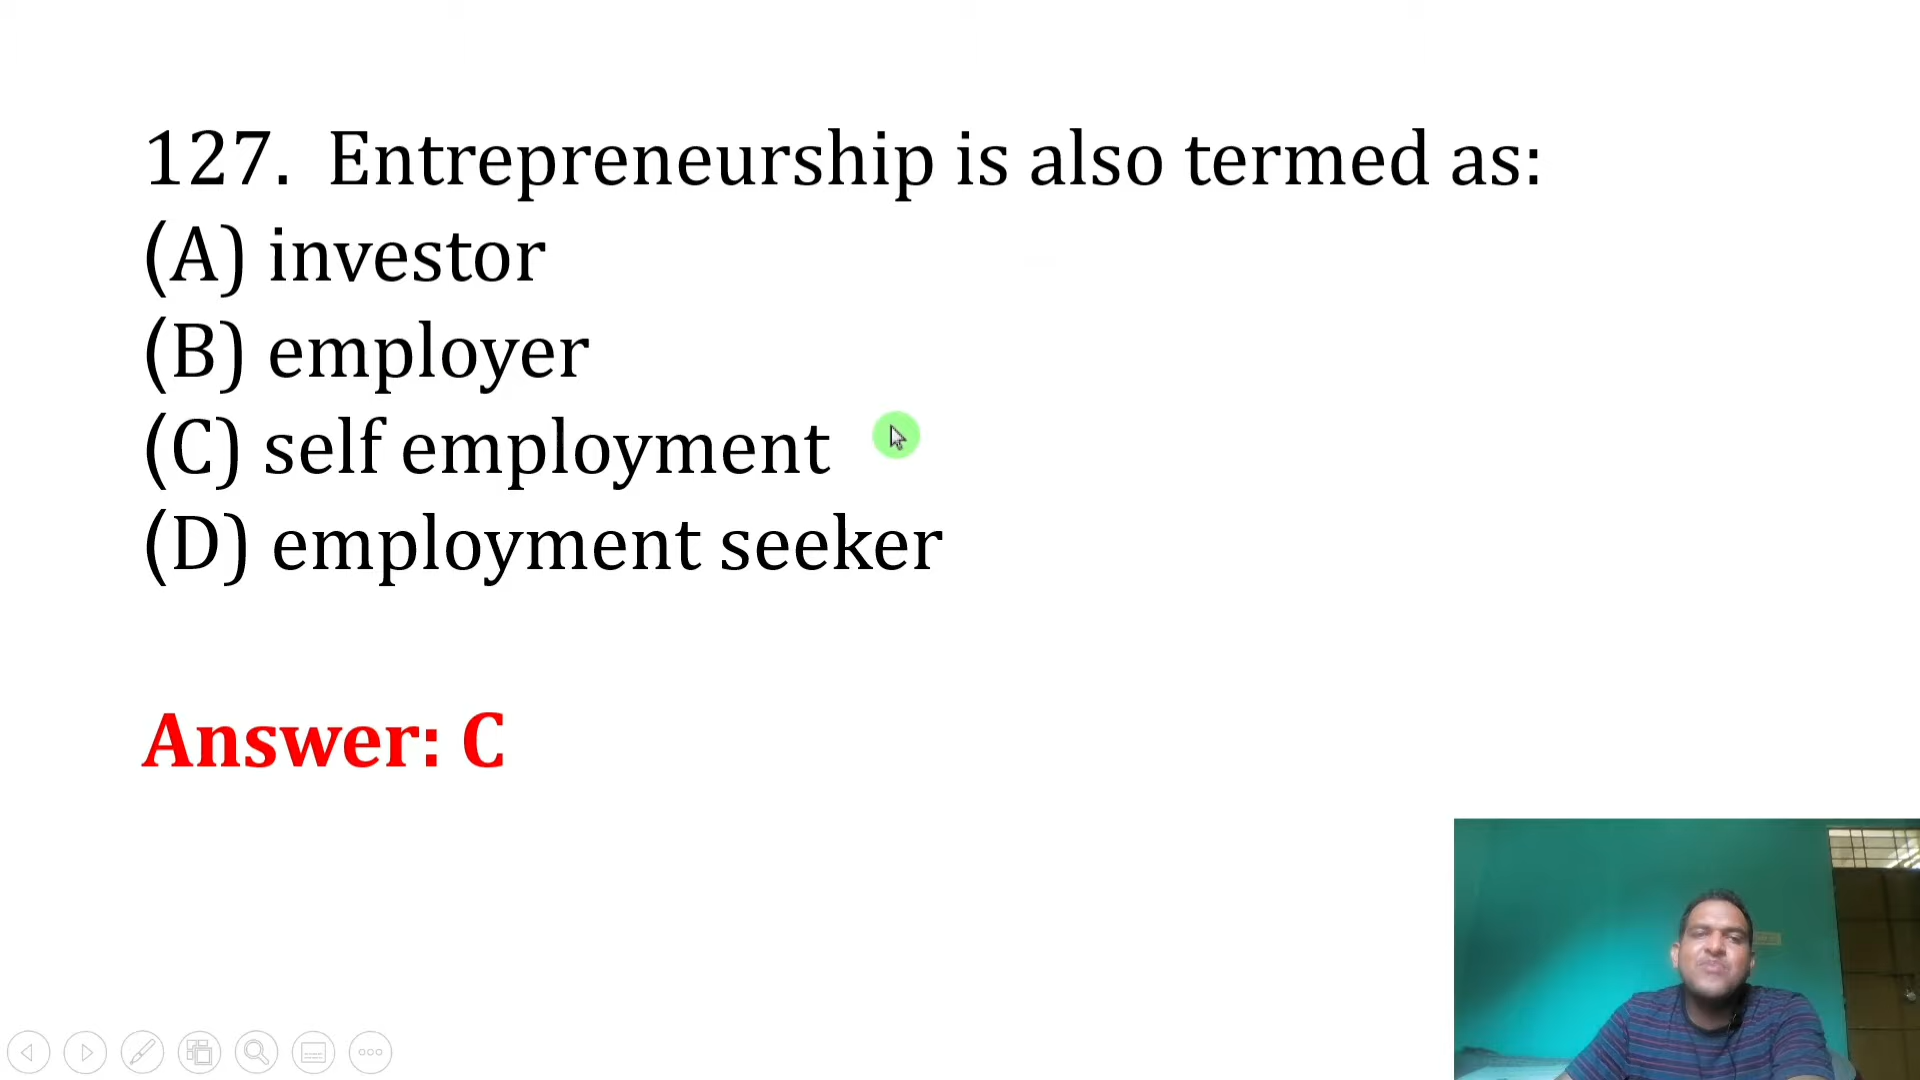 127. Entrepreneurship is also termed as:
(A) investor
(B) employer
(C) self employment
(D) employment seeker
Answer: C